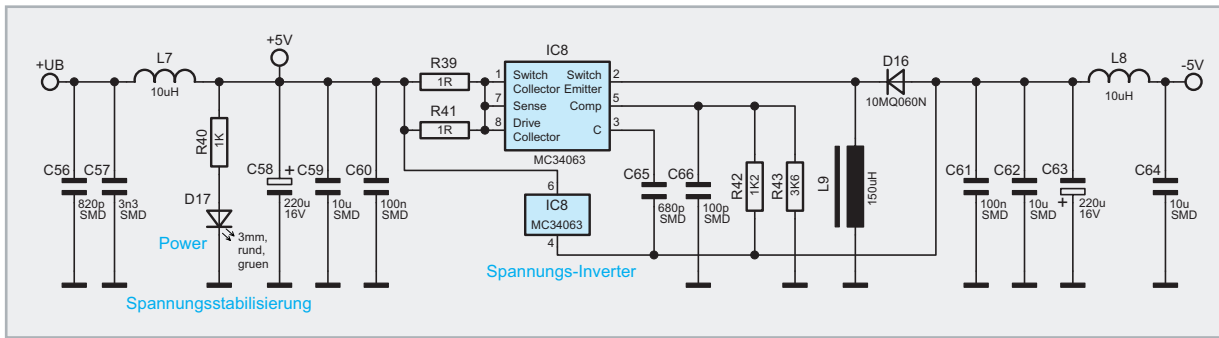 +UB
L7
10uH
+5V
R40
1K
C56
820p
SMD
C57
3n3
SMD
D17
3mm,
rund,
gruen
Power
Spannungsstabilisierung
C58
+
220u
16V
C59
10u
SMD
C60
100n
SMD
R39
1R
R41
1R
IC8
1
Switch
Collector
7
Sense
8
Drive
Collector
Switch
Emitter
2
Comp
5
C
3
MC34063
6
IC8
MC34063
4
Spannungs-Inverter
C65
680p
SMD
C66
100p
SMD
R42
1K2
R43
3K6
L9
150uH
D16
10MQ060N
C61
100n
SMD
C62
10u
SMD
C63
+
220u
16V
L8
10uH
-5V
C64
10u
SMD